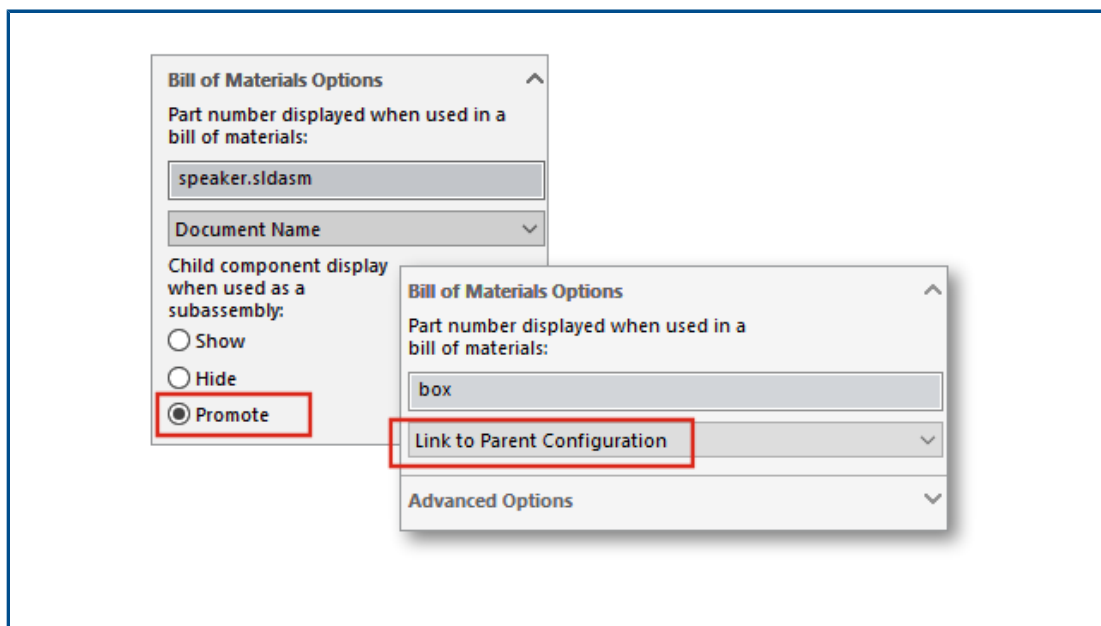 Bill of Materials Options
Part number displayed when used in a
bill of materials:
speaker.sldasm
Document Name
Child component display
when used as a
subassembly:
Show
Hide
Promote
Bill of Materials Options
Part number displayed when used in a
bill of materials:
box
Link to Parent Configuration
Advanced Options